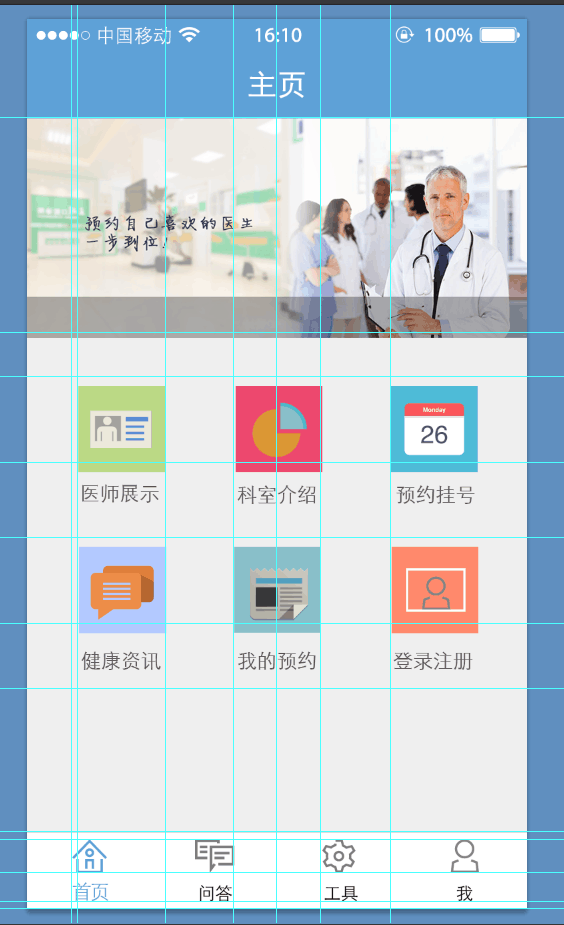 中国移动 16:10 100%
主页
预约自己喜欢的医生
一步到位!
Monday
26
医师展示 科室介绍 预约挂号
健康资讯 我的预约 登录注册
首页 问答 工具 我